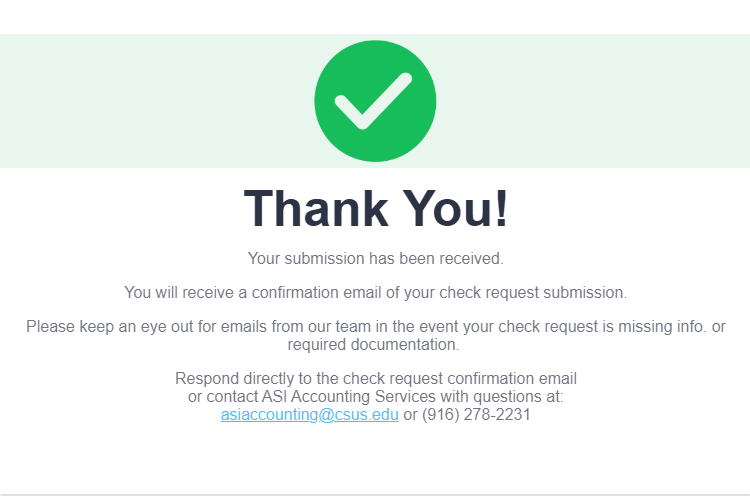 Thank You!
Your submission has been received.
You will receive a confirmation email of your check request submission.
Please keep an eye out for emails from our team in the event your check request is missing info. or
required documentation.
Respond directly to the check request confirmation email
or contact ASI Accounting Services with questions at:
asiaccounting@csus.edu or (916) 278-2231